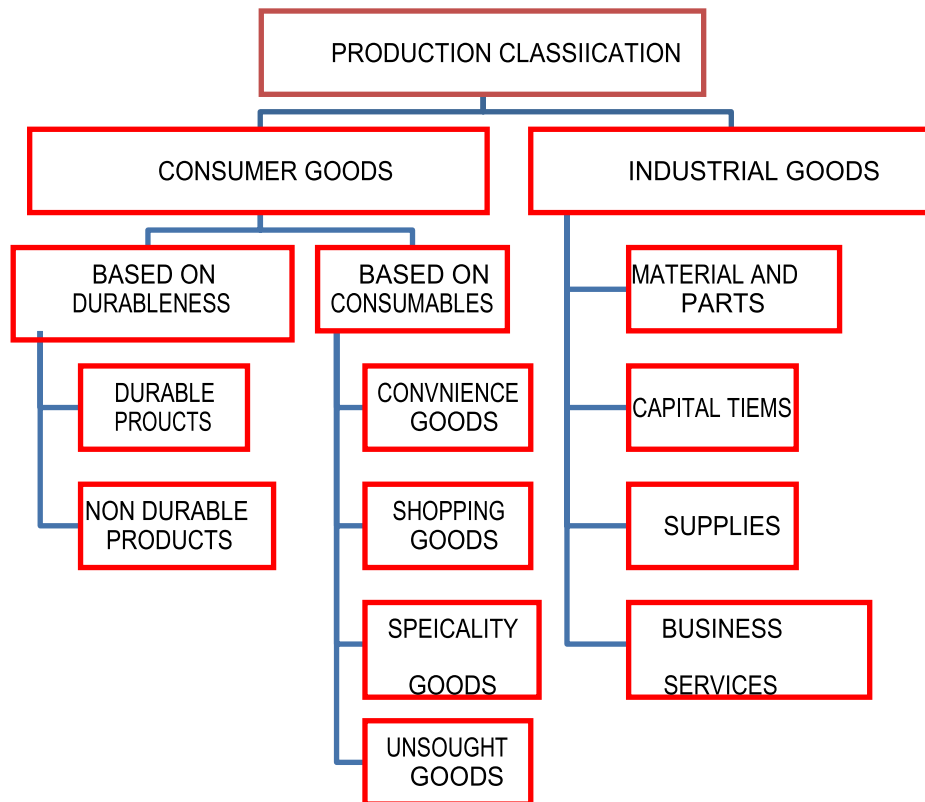 PRODUCTION CLASSIICATION
CONSUMER GOODS
INDUSTRIAL GOODS
BASED ON
DURABLENESS
BASED ON
CONSUMABLES
MATERIAL AND
PARTS
DURABLE
PROUCTS
CONVNIENCE
GOODS
CAPITAL TIEMS
NON DURABLE
PRODUCTS
SHOPPING
GOODS
SUPPLIES
SPEICALITY
GOODS
BUSINESS
SERVICES
UNSOUGHT
GOODS